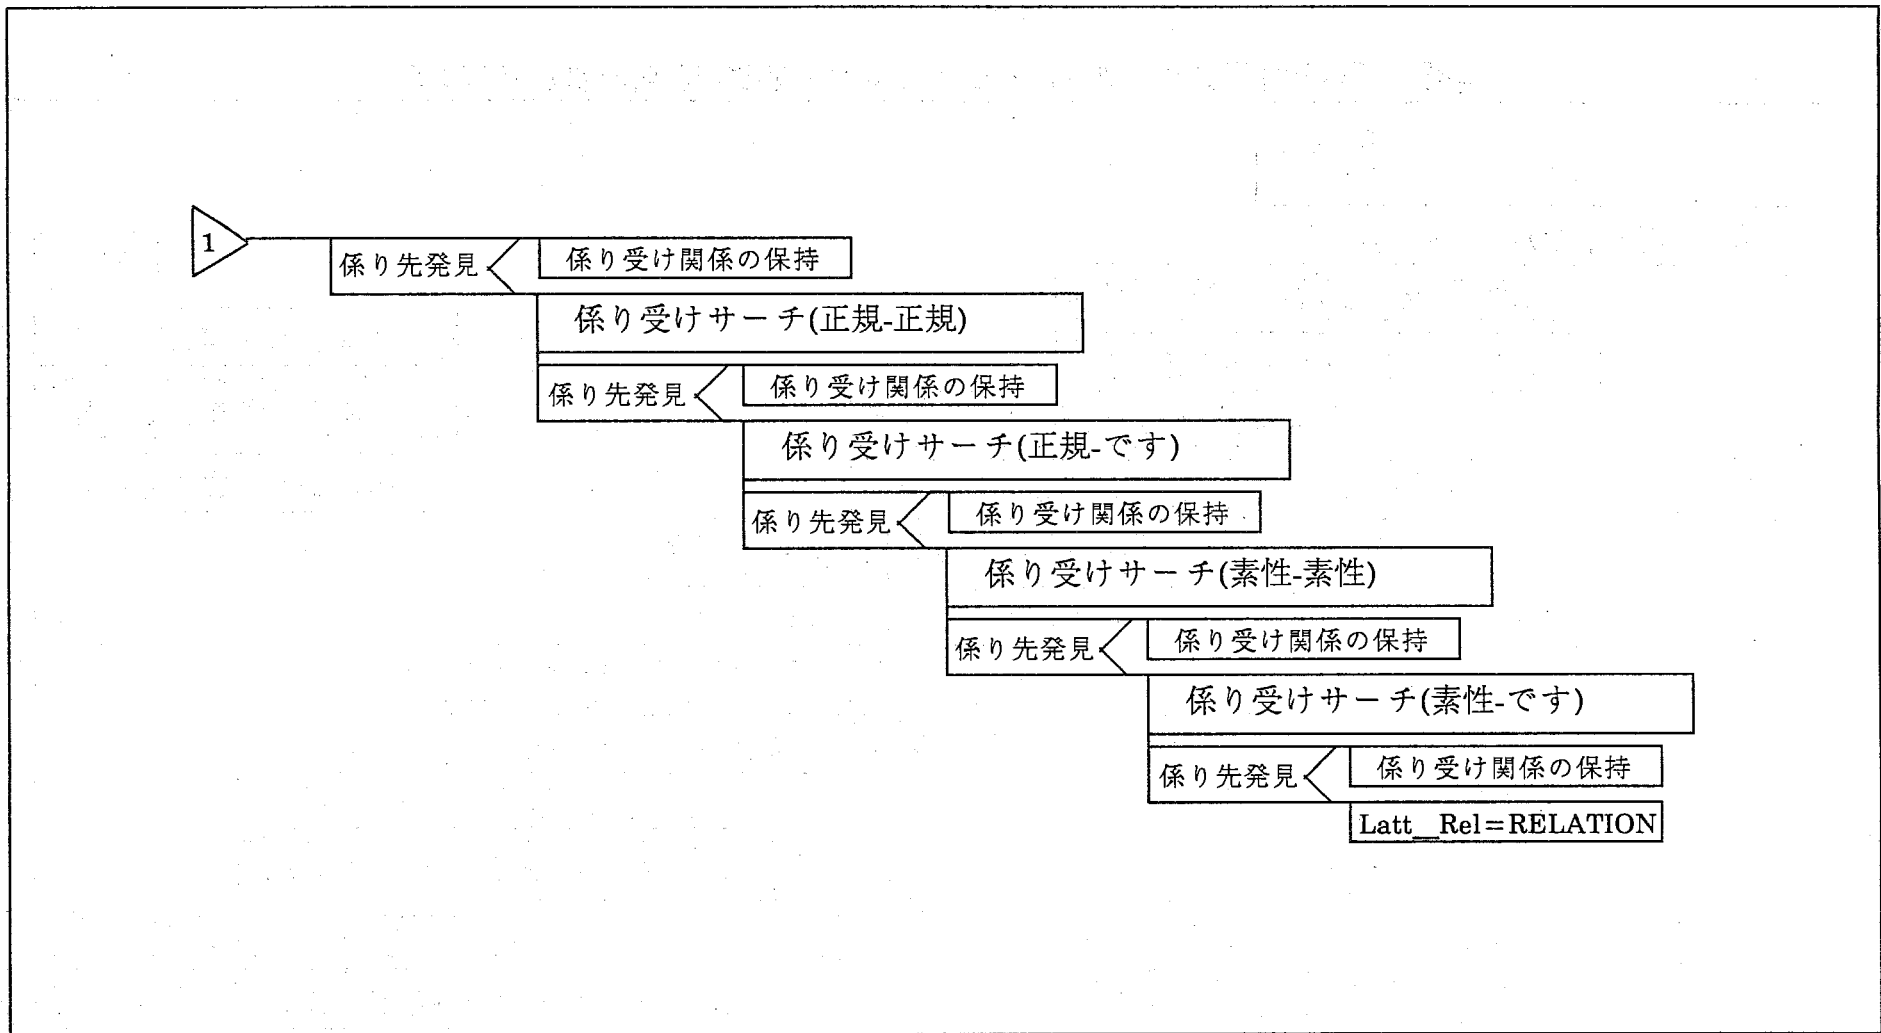 1
係り先発見
係り受け関係の保持
係り受けサーチ(正規-正規)
係り先発見
係り受け関係の保持
係り受けサーチ(正規-です)
係り先発見
係り受け関係の保持
係り受けサーチ(素性-素性)
係り先発見
係り受け関係の保持
係り受けサーチ(素性-です)
係り先発見
係り受け関係の保持
Latt__Rel=RELATION